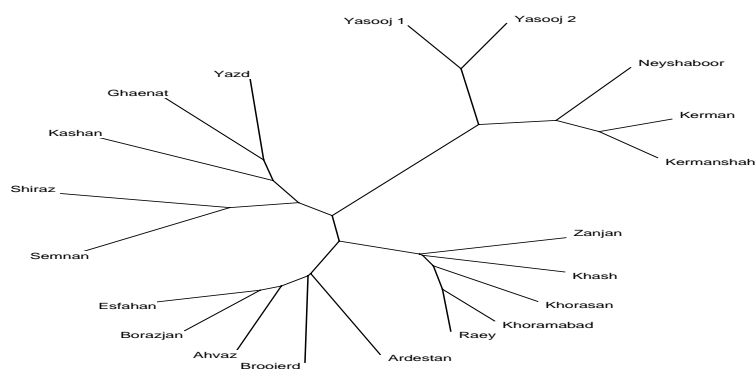 Yasooj 1
Yasooj 2
Neyshaboor
Yazd
Ghaenat
Kerman
Kashan
Kermanshah
Shiraz
Zanjan
Semnan
Khash
Esfahan
Khorasan
Khoramabad
Borazjan
Raey
Ahvaz
Ardestan
Brooierd